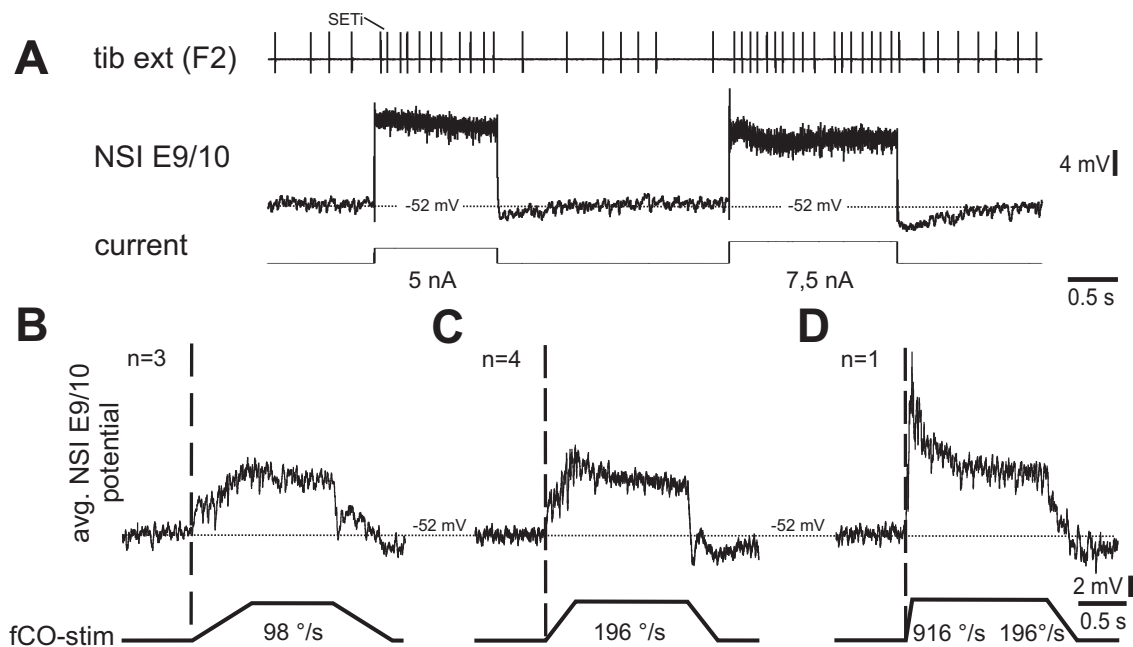 SETi
A
tib ext (F2)
NSI E9/10
4 mV
-52 mV
-52 mV
current
5 nA
7,5 nA
0.5 s
B
C
D
n=3
n=4
n=1
avg. NSI E9/10
potential
-52 mV
-52 mV
2 mV
0.5 s
fCO-stim
98 °/s
196 °/s
916 °/s 196°/s